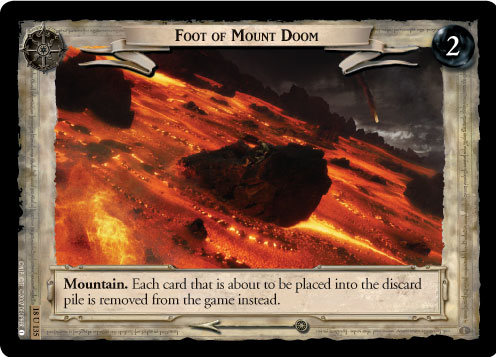 FOOT OF MOUNT DOOM
2
Mountain. Each card that is about to be placed into the discard
pile is removed from the game instead.
18 U 135